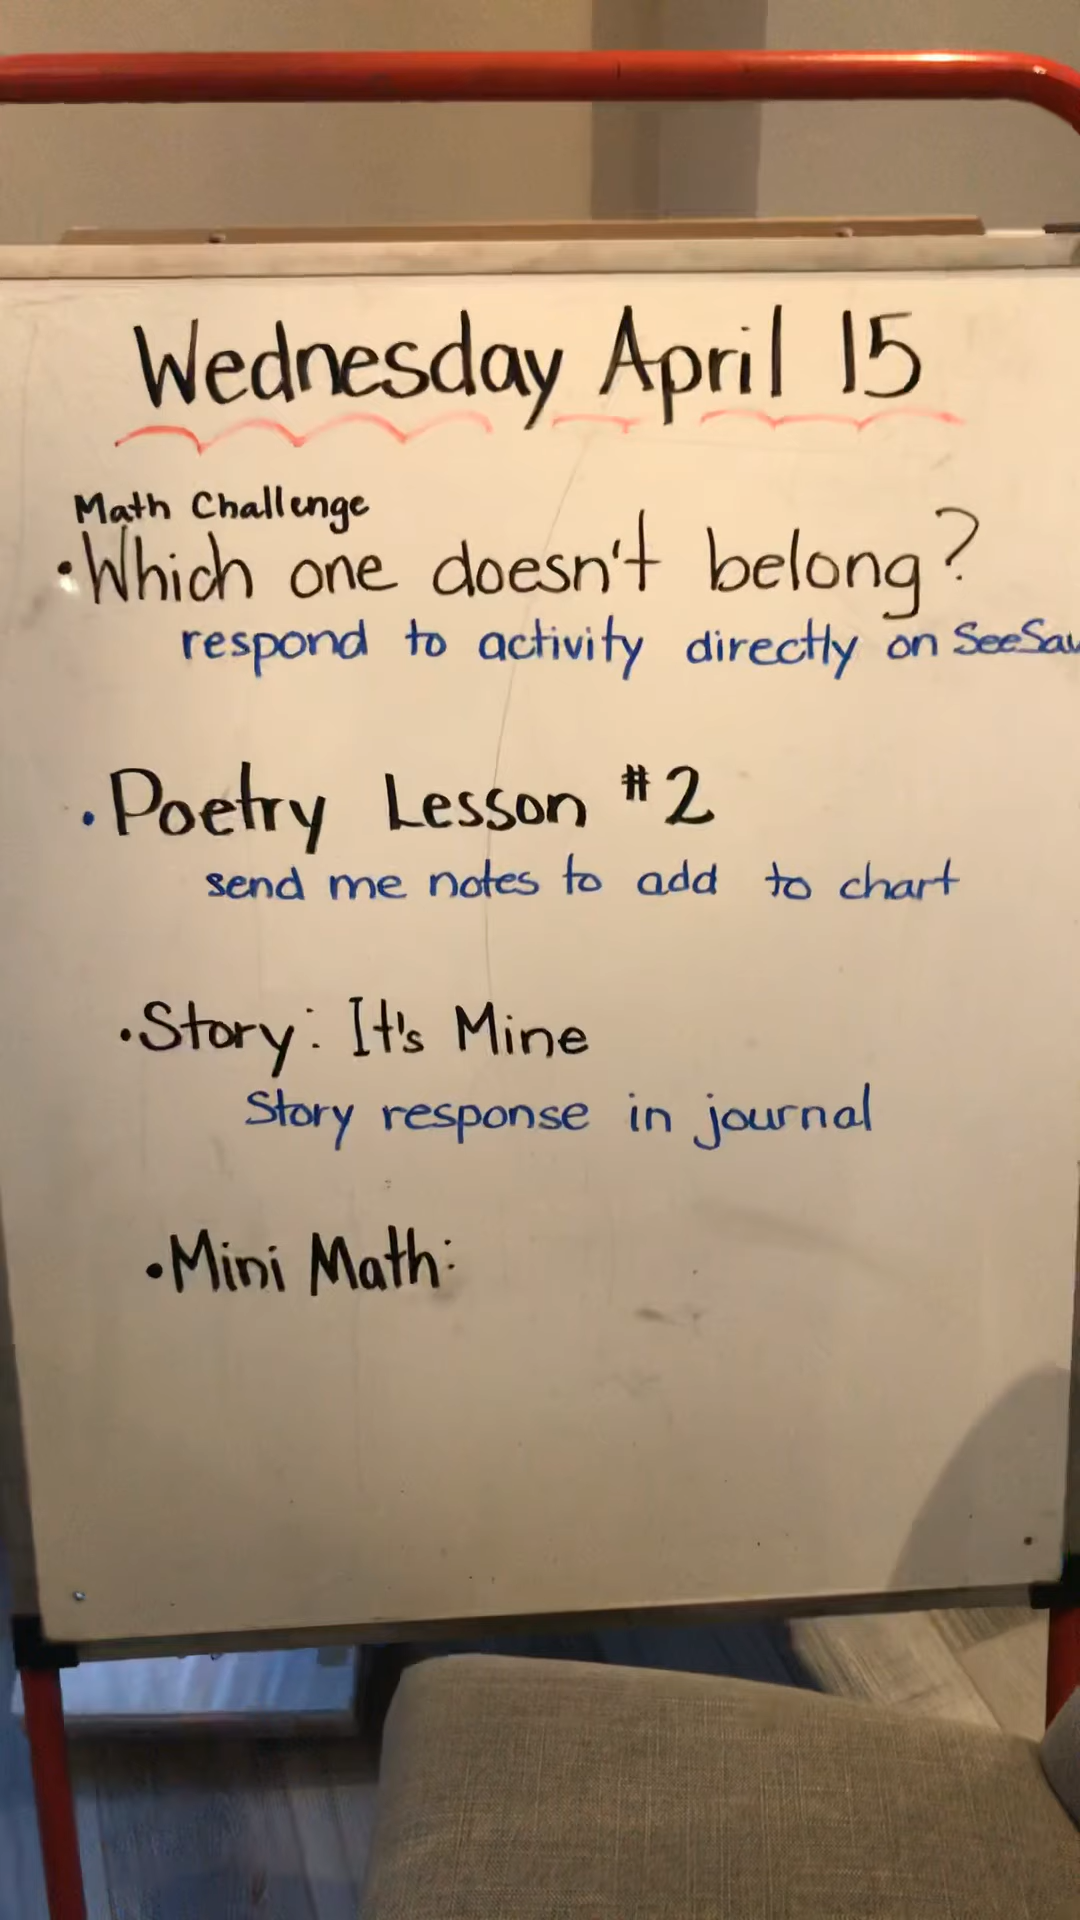 Wednesday April 15
Math Challenge
• Which one doesn't belong?
respond to activity directly on SeeSaw
• Poetry Lesson #2
send me notes to add to chart
• Story: It's Mine
Story response in journal
• Mini Math: